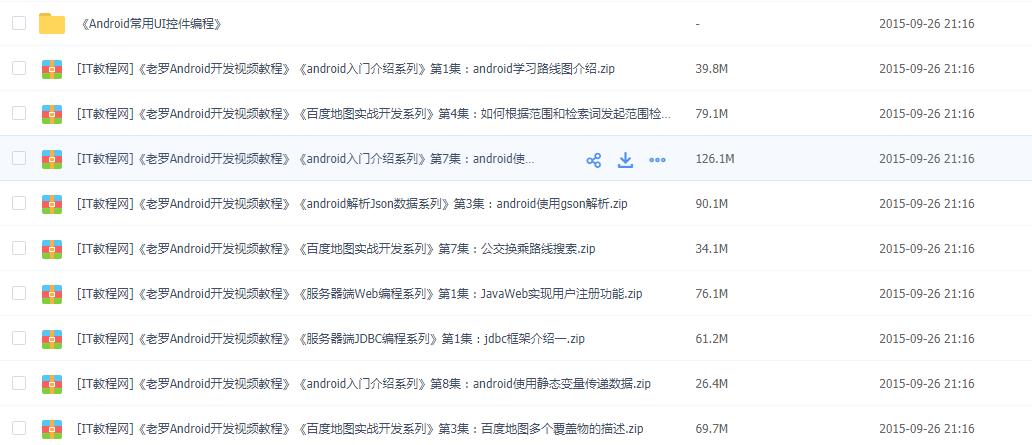 《Android常用UI控件编程》 - 2015-09-26 21:16
[IT教程网]《老罗Android开发视频教程》《android入门介绍系列》第1集：android学习路线图介绍.zip 39.8M 2015-09-26 21:16
[IT教程网]《老罗Android开发视频教程》《百度地图实战开发系列》第4集：如何根据范围和检索词发起范围检... 79.1M 2015-09-26 21:16
[IT教程网]《老罗Android开发视频教程》《android入门介绍系列》第7集：android使... 126.1M 2015-09-26 21:16
[IT教程网]《老罗Android开发视频教程》《android解析Json数据系列》第3集：android使用gson解析.zip 90.1M 2015-09-26 21:16
[IT教程网]《老罗Android开发视频教程》《百度地图实战开发系列》第7集：公交换乘路线搜索.zip 34.1M 2015-09-26 21:16
[IT教程网]《老罗Android开发视频教程》《服务器端Web编程系列》第1集：JavaWeb实现用户注册功能.zip 76.1M 2015-09-26 21:16
[IT教程网]《老罗Android开发视频教程》《服务器端JDBC编程系列》第1集：jdbc框架介绍一.zip 61.2M 2015-09-26 21:16
[IT教程网]《老罗Android开发视频教程》《android入门介绍系列》第8集：android使用静态变量传递数据.zip 26.4M 2015-09-26 21:16
[IT教程网]《老罗Android开发视频教程》《百度地图实战开发系列》第3集：百度地图多个覆盖物的描述.zip 69.7M 2015-09-26 21:16